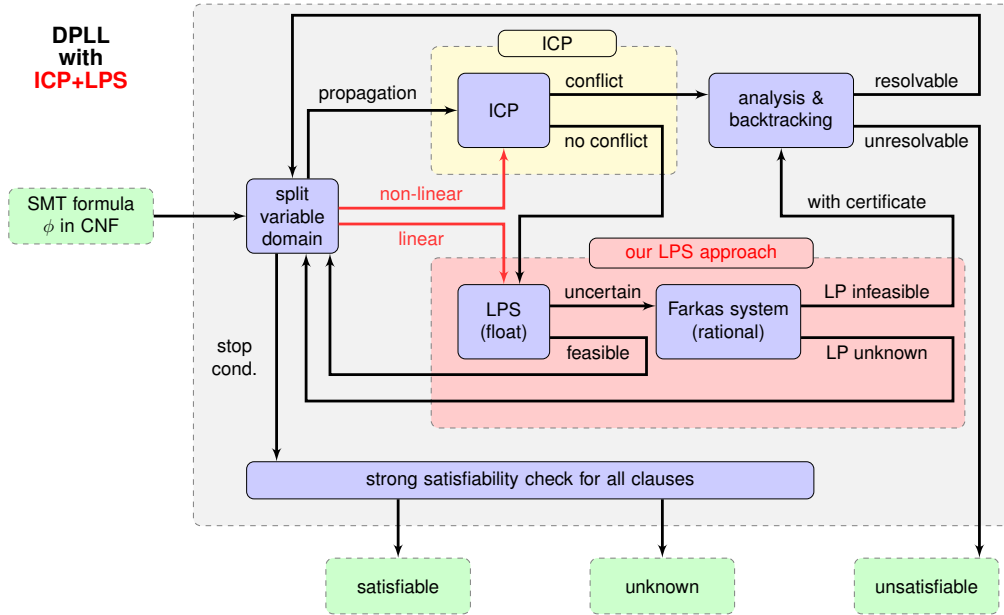 DPLL
with
ICP+LPS
ICP
propagation
ICP
conflict
no conflict
analysis &
backtracking
resolvable
unresolvable
SMT formula
ϕ in CNF
split
variable
domain
non-linear
linear
with certificate
our LPS approach
LPS
(float)
uncertain
feasible
Farkas system
(rational)
LP infeasible
LP unknown
stop
cond.
strong satisfiability check for all clauses
satisfiable
unknown
unsatisfiable